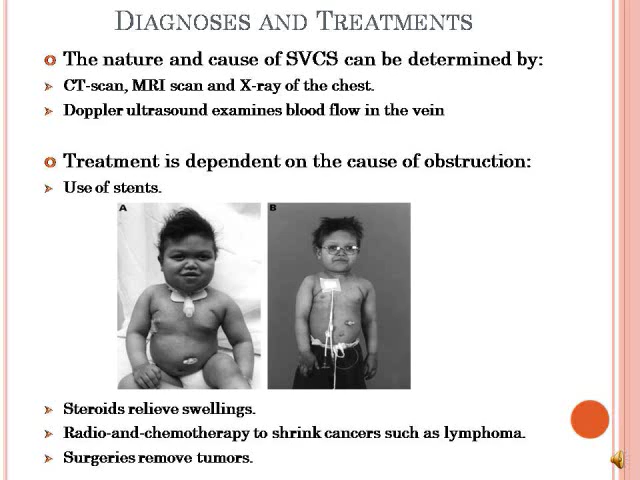 DIAGNOSES AND TREATMENTS
The nature and cause of SVCS can be determined by:
CT-scan, MRI scan and X-ray of the chest.
Doppler ultrasound examines blood flow in the vein
Treatment is dependent on the cause of obstruction:
Use of stents.
A B
Steroids relieve swellings.
Radio-and-chemotherapy to shrink cancers such as lymphoma.
Surgeries remove tumors.